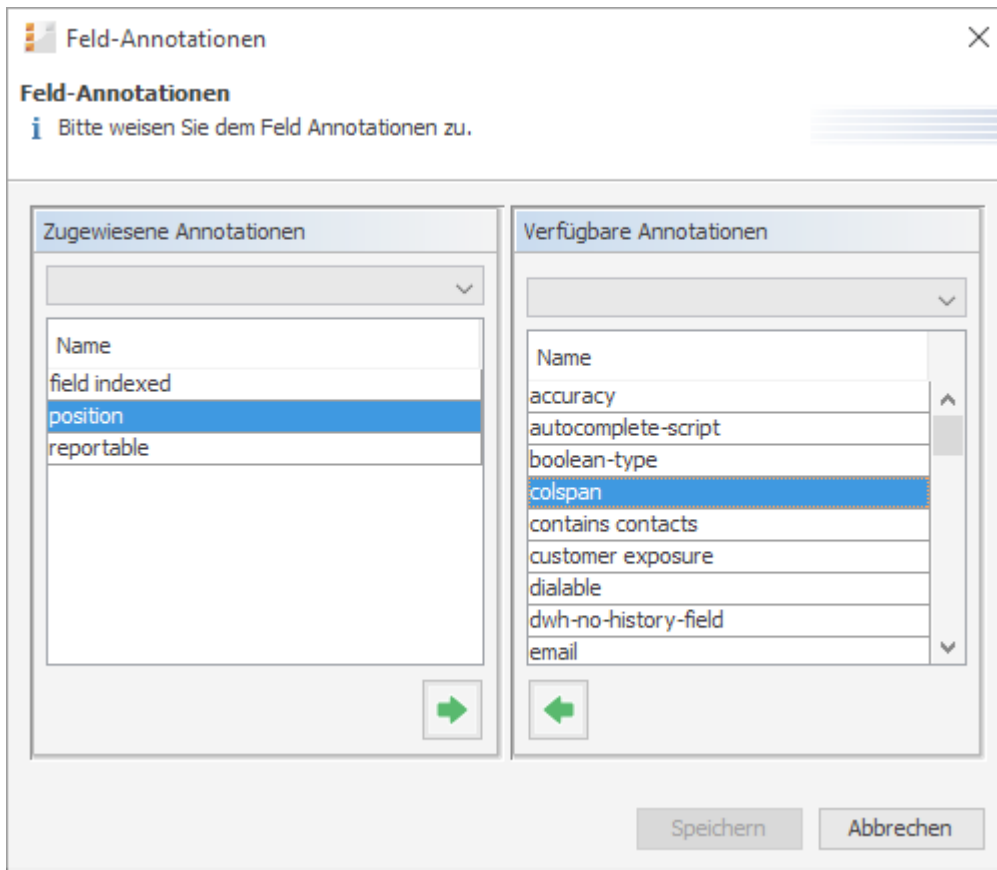 Feld-Annotationen
Feld-Annotationen
i Bitte weisen Sie dem Feld Annotationen zu.
Zugewiesene Annotationen
Name
field indexed
position
reportable
Verfügbare Annotationen
Name
accuracy
autocomplete-script
boolean-type
colspan
contains contacts
customer exposure
dialable
dwh-no-history-field
email
Speichern
Abbrechen